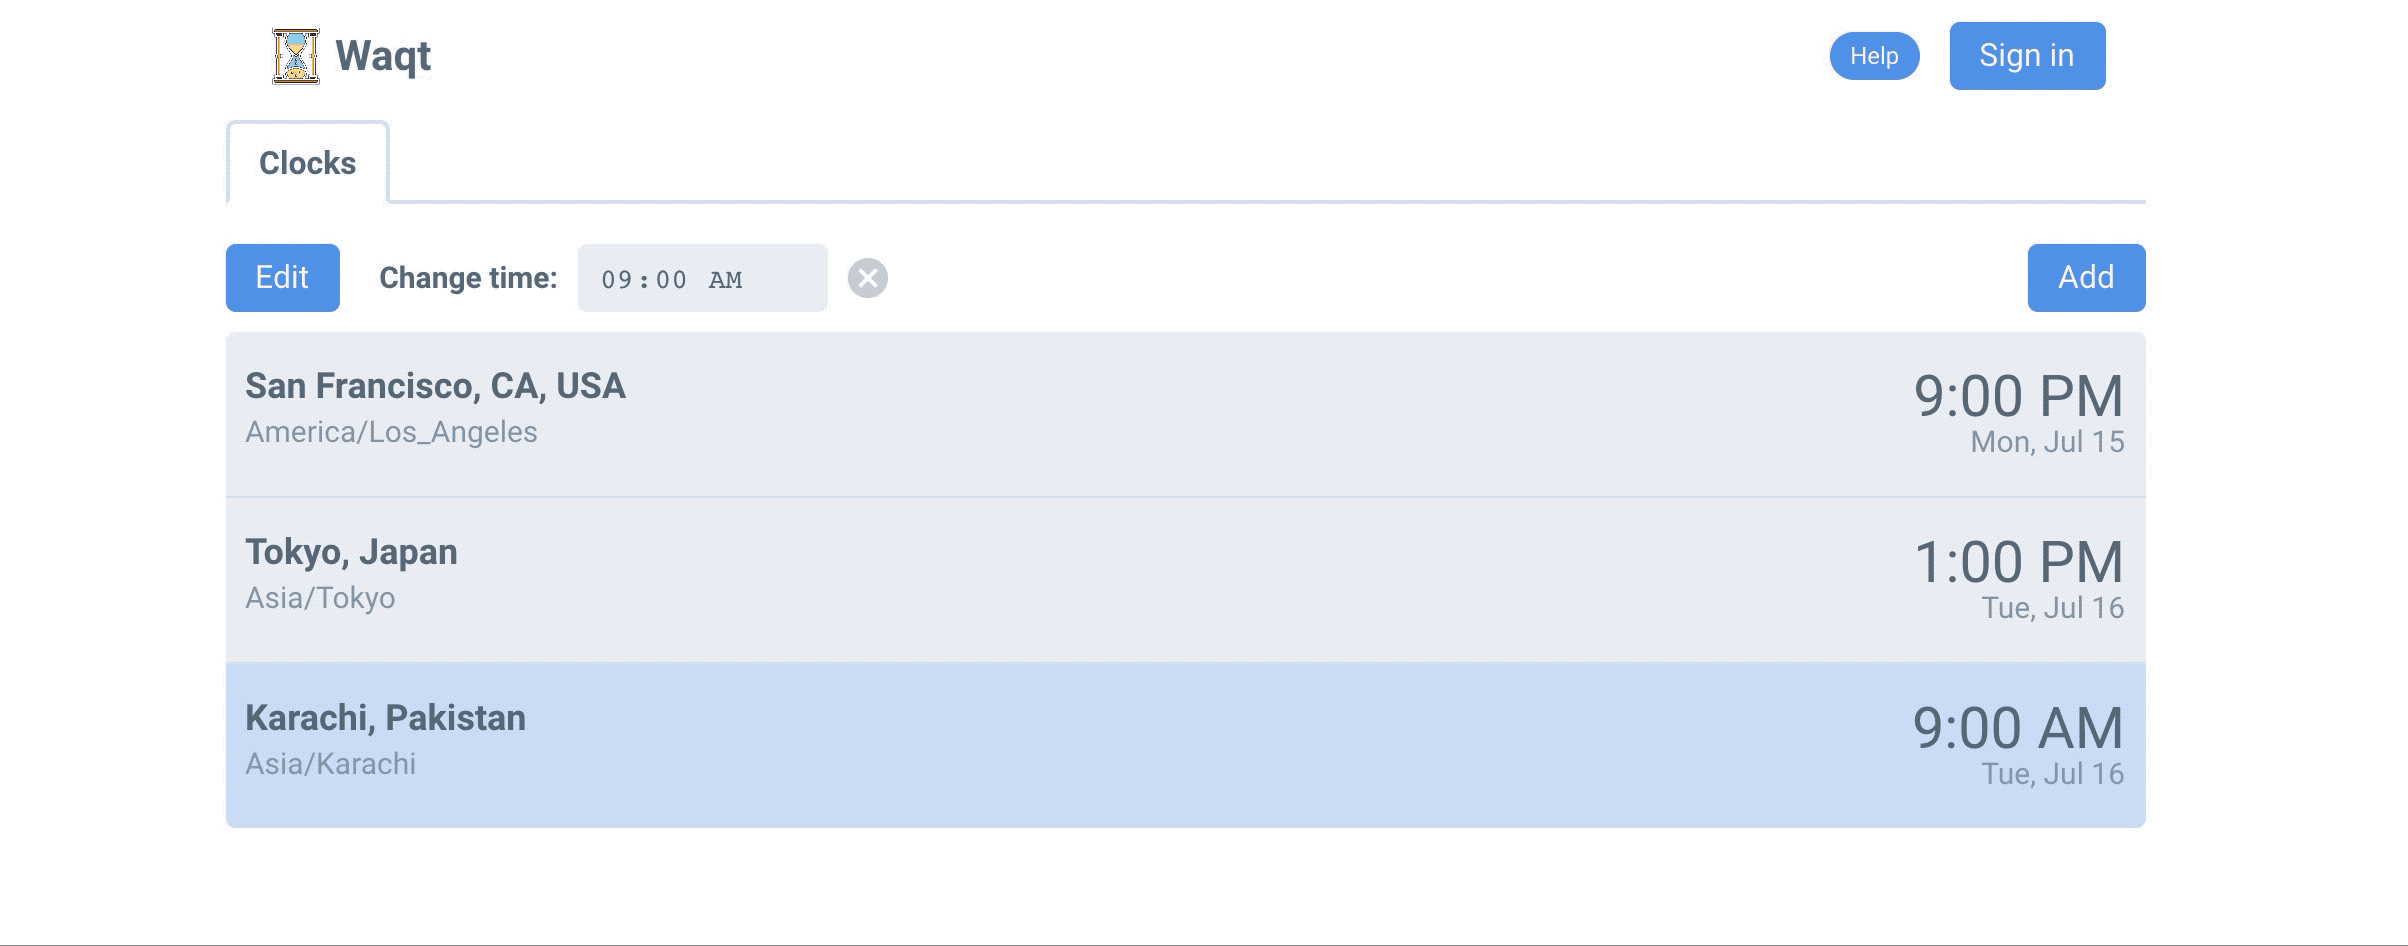 Waqt
Help
Sign in
Clocks
Edit
Change time:
09:00 AM
Add
San Francisco, CA, USA
America/Los_Angeles
9:00 PM
Mon, Jul 15
Tokyo, Japan
Asia/Tokyo
1:00 PM
Tue, Jul 16
Karachi, Pakistan
Asia/Karachi
9:00 AM
Tue, Jul 16